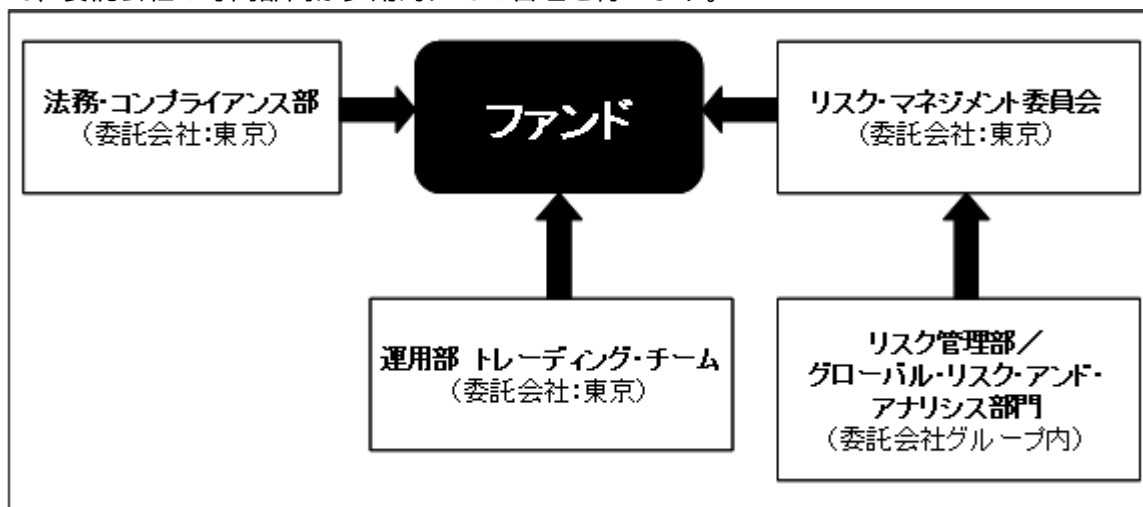 法務・コンプライアンス部
(委託会社:東京)
ファンド
リスク・マネジメント委員会
(委託会社:東京)
運用部 トレーディング・チーム
(委託会社:東京)
リスク管理部/
グローバル・リスク・アンド・
アナリシス部門
(委託会社グループ内)